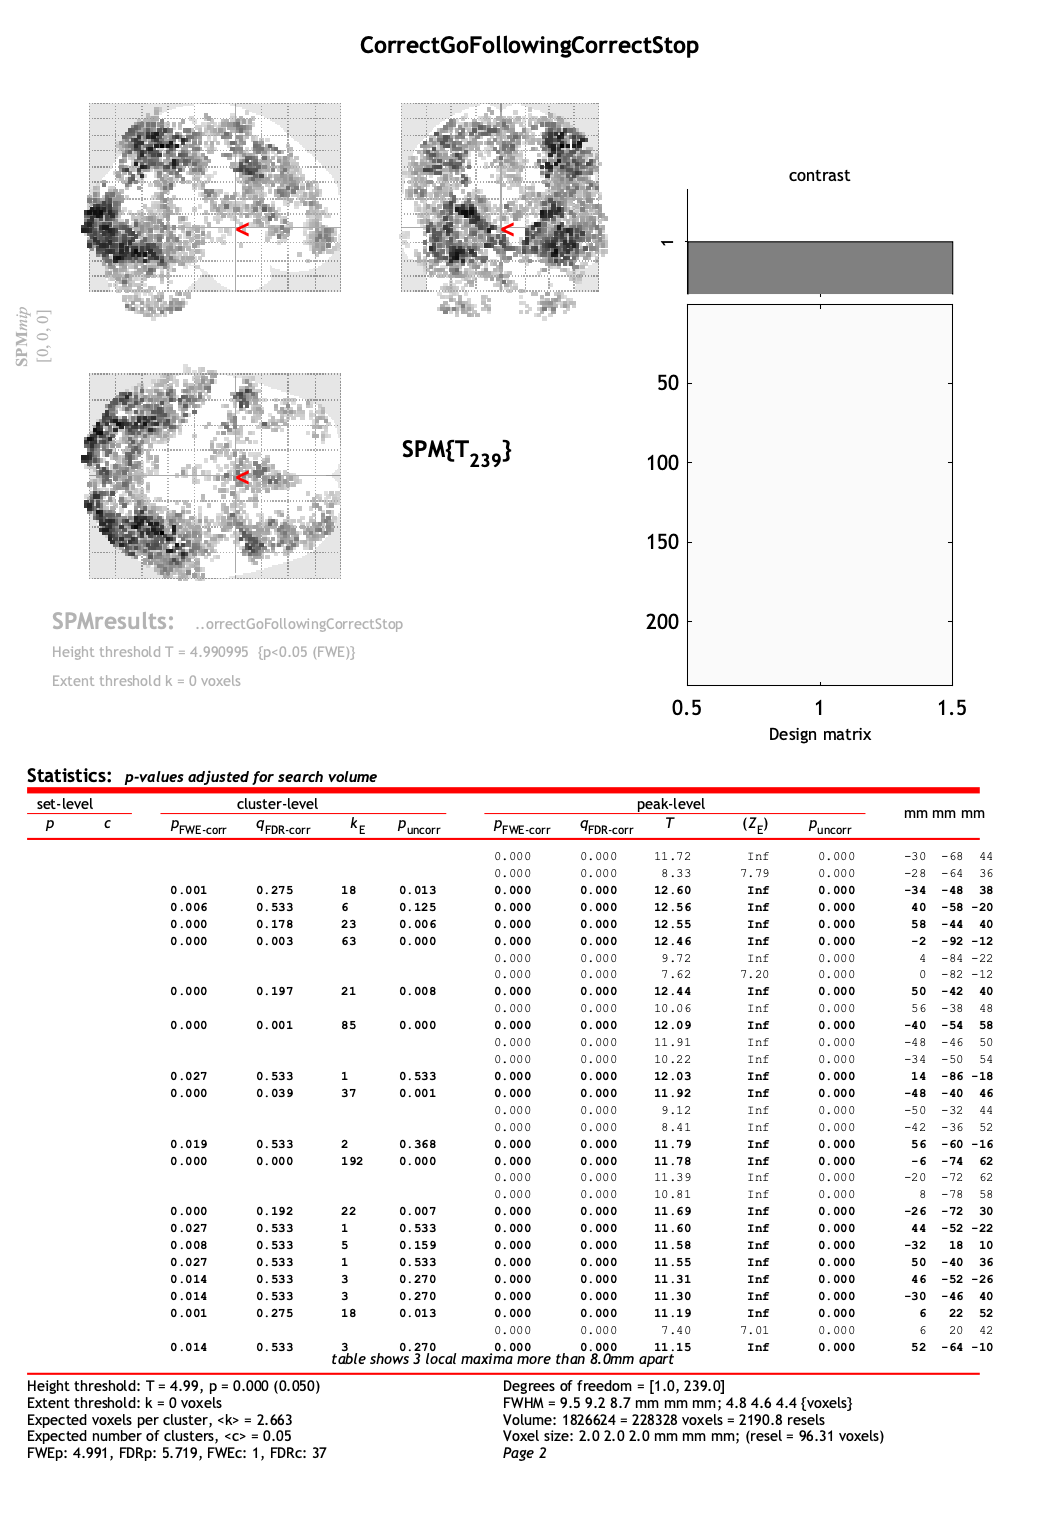 CorrectGoFollowingCorrectStop
<
<
<
SPMmip
[0, 0, 0]
SPM{T239}
contrast
1
50
100
150
200
0.5 1 1.5
Design matrix
SPMresults: ..orrectGoFollowingCorrectStop
Height threshold T = 4.990995 {p<0.05 (FWE)}
Extent threshold k = 0 voxels
Statistics: p-values adjusted for search volume
set-level cluster-level peak-level mm mm mm
p c pFWE-corr qFDR-corr kE puncorr pFWE-corr qFDR-corr T (ZE) puncorr
0.000 0.000 11.72 Inf 0.000 -30 -68 44
0.000 0.000 8.33 7.79 0.000 -28 -64 36
0.001 0.275 18 0.013 0.000 0.000 12.60 Inf 0.000 -34 -48 38
0.006 0.533 6 0.125 0.000 0.000 12.56 Inf 0.000 40 -58 -20
0.000 0.178 23 0.006 0.000 0.000 12.55 Inf 0.000 58 -44 40
0.000 0.003 63 0.000 0.000 0.000 12.46 Inf 0.000 -2 -92 -12
0.000 0.000 9.72 Inf 0.000 4 -84 -22
0.000 0.000 7.62 7.20 0.000 0 -82 -12
0.000 0.197 21 0.008 0.000 0.000 12.44 Inf 0.000 50 -42 40
0.000 0.000 10.06 Inf 0.000 56 -38 48
0.000 0.001 85 0.000 0.000 0.000 12.09 Inf 0.000 -40 -54 58
0.000 0.000 11.91 Inf 0.000 -48 -46 50
0.000 0.000 10.22 Inf 0.000 -34 -50 54
0.027 0.533 1 0.533 0.000 0.000 12.03 Inf 0.000 14 -86 -18
0.000 0.039 37 0.001 0.000 0.000 11.92 Inf 0.000 -48 -40 46
0.000 0.000 9.12 Inf 0.000 -50 -32 44
0.000 0.000 8.41 Inf 0.000 -42 -36 52
0.019 0.533 2 0.368 0.000 0.000 11.79 Inf 0.000 56 -60 -16
0.000 0.000 192 0.000 0.000 0.000 11.78 Inf 0.000 -6 -74 62
0.000 0.000 11.39 Inf 0.000 -20 -72 62
0.000 0.000 10.81 Inf 0.000 8 -78 58
0.000 0.192 22 0.007 0.000 0.000 11.69 Inf 0.000 -26 -72 30
0.027 0.533 1 0.533 0.000 0.000 11.60 Inf 0.000 44 -52 -22
0.008 0.533 5 0.159 0.000 0.000 11.58 Inf 0.000 -32 18 10
0.027 0.533 1 0.533 0.000 0.000 11.55 Inf 0.000 50 -40 36
0.014 0.533 3 0.270 0.000 0.000 11.31 Inf 0.000 46 -52 -26
0.014 0.533 3 0.270 0.000 0.000 11.30 Inf 0.000 -30 -46 40
0.001 0.275 18 0.013 0.000 0.000 11.19 Inf 0.000 6 22 52
0.000 0.000 7.40 7.01 0.000 6 20 42
0.014 0.533 3 0.270 0.000 0.000 11.15 Inf 0.000 52 -64 -10
table shows 3 local maxima more than 8.0mm apart
Height threshold: T = 4.99, p = 0.000 (0.050)
Extent threshold: k = 0 voxels
Expected voxels per cluster, <k> = 2.663
Expected number of clusters, <c> = 0.05
FWEp: 4.991, FDRp: 5.719, FWEc: 1, FDRc: 37
Degrees of freedom = [1.0, 239.0]
FWHM = 9.5 9.2 8.7 mm mm mm; 4.8 4.6 4.4 {voxels}
Volume: 1826624 = 228328 voxels = 2190.8 resels
Voxel size: 2.0 2.0 2.0 mm mm mm; (resel = 96.31 voxels)
Page 2